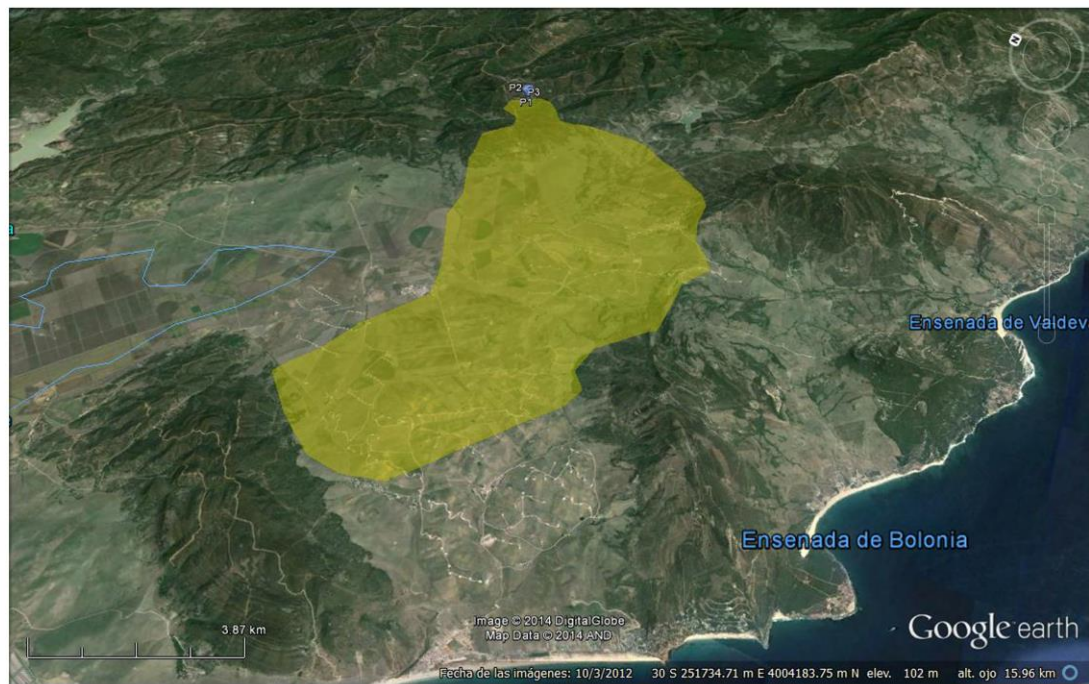 N
P2
P3
P1
a
Ensenada de Valdev
Ensenada de Bolonia
3.87 km
Image © 2014 DigitalGlobe
Map Data © 2014 AND
Google earth
Fecha de las imágenes: 10/3/2012 30 S 251734.71 m E 4004183.75 m N elev. 102 m alt. ojo 15.96 km